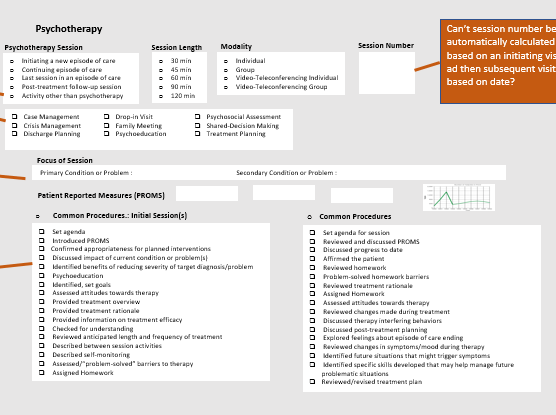 Psychotherapy
Can't session number be
automatically calculated
based on an initiating vis
ad then subsequent visit
based on date?
Psychotherapy Session
Initiating a new episode of care
Continuing episode of care
Last session in an episode of care
Post-treatment follow-up session
Activity other than psychotherapy
Session Length
30 min
45 min
60 min
90 min
120 min
Modality
Individual
Group
Video-Teleconferencing Individual
Video-Teleconferencing Group
Session Number
Case Management
Crisis Management
Discharge Planning
Drop-in Visit
Family Meeting
Psychoeducation
Psychosocial Assessment
Shared-Decision Making
Treatment Planning
Focus of Session
Primary Condition or Problem :
Secondary Condition or Problem :
Patient Reported Measures (PROMS)
Common Procedures.: Initial Session(s)
Set agenda
Introduced PROMS
Confirmed appropriateness for planned interventions
Discussed impact of current condition or problem(s)
Identified benefits of reducing severity of target diagnosis/problem
Psychoeducation
Identified, set goals
Assessed attitudes towards therapy
Provided treatment overview
Provided treatment rationale
Provided information on treatment efficacy
Checked for understanding
Reviewed anticipated length and frequency of treatment
Described between session activities
Described self-monitoring
Assessed/"problem-solved" barriers to therapy
Assigned Homework
Common Procedures
Set agenda for session
Reviewed and discussed PROMS
Discussed progress to date
Affirmed the patient
Reviewed homework
Problem-solved homework barriers
Reviewed treatment rationale
Assigned Homework
Assessed attitudes towards therapy
Reviewed changes made during treatment
Discussed therapy interfering behaviors
Discussed post-treatment planning
Explored feelings about episode of care ending
Reviewed changes in symptoms/mood during therapy
Identified future situations that might trigger symptoms
Identified specific skills developed that may help manage future
problematic situations
Reviewed/revised treatment plan